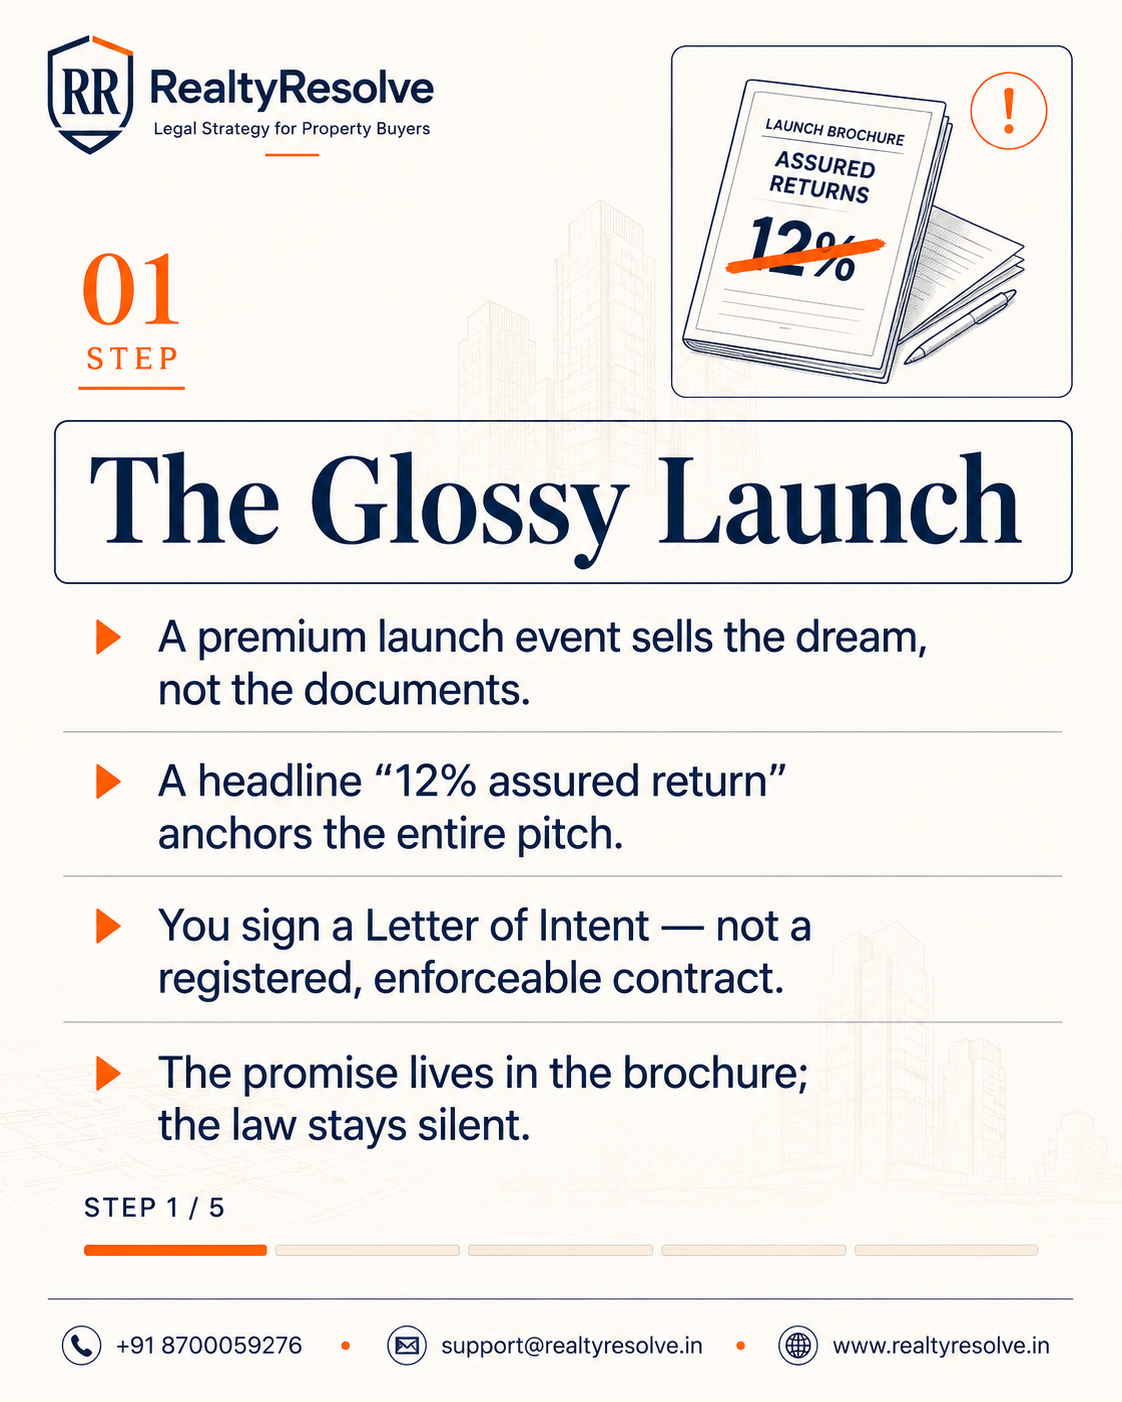 RR
RealtyResolve
Legal Strategy for Property Buyers
LAUNCH BROCHURE
ASSURED
RETURNS
12%
!
01
STEP
The Glossy Launch
A premium launch event sells the dream,
not the documents.
A headline “12% assured return”
anchors the entire pitch.
You sign a Letter of Intent — not a
registered, enforceable contract.
The promise lives in the brochure;
the law stays silent.
STEP 1 / 5
+91 8700059276 • support@realtyresolve.in • www.realtyresolve.in